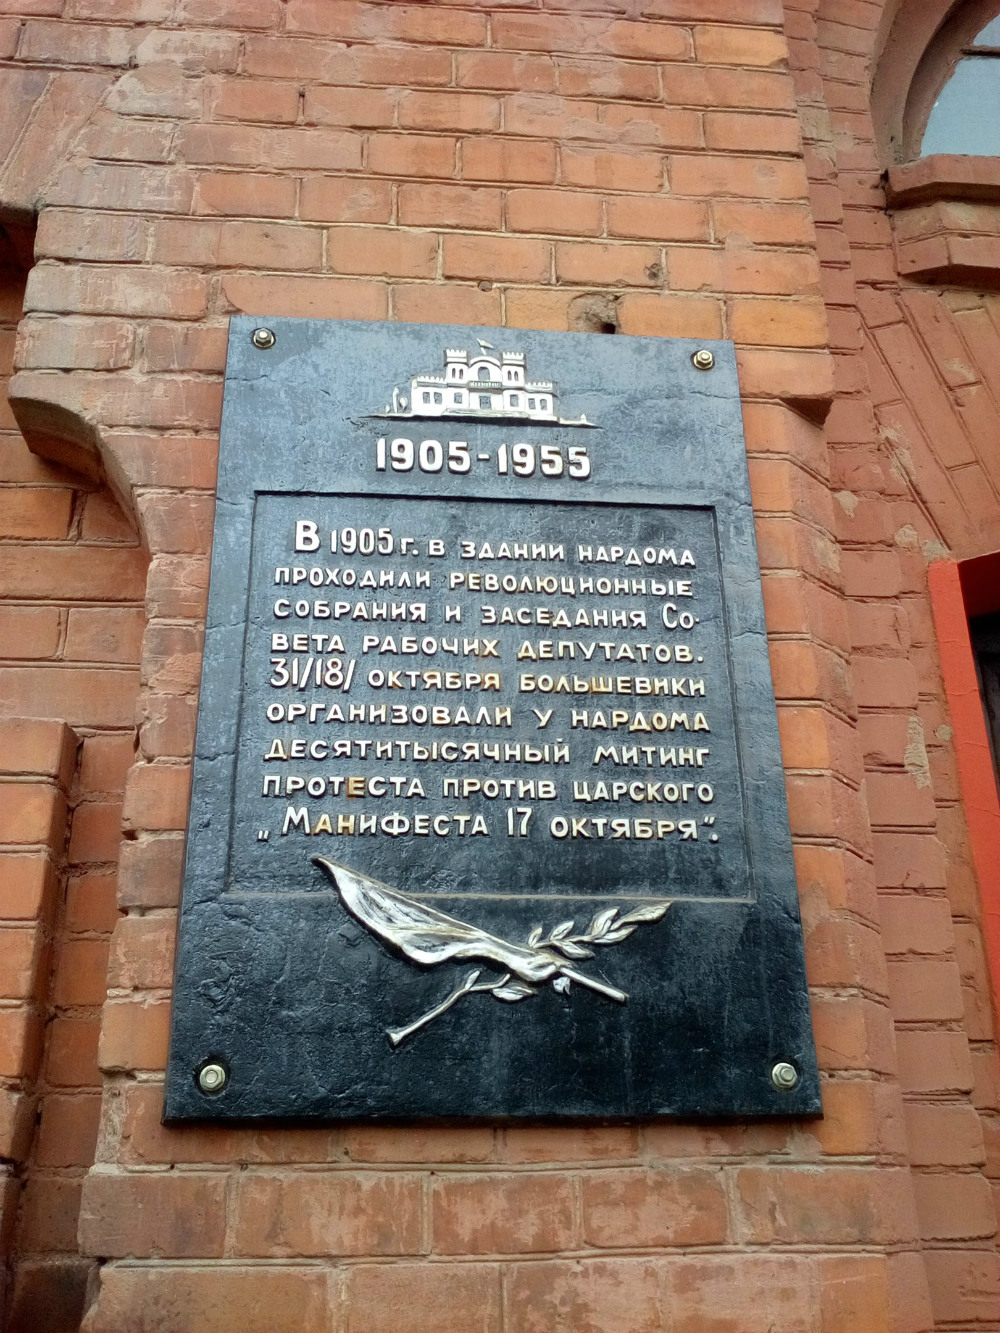 1905-1955
В 1905г. в здании нардома
проходили революционные
собрания и заседания Со-
вета рабочих депутатов.
31/18/ октября большевики
организовали у нардома
десятитысячный митинг
протеста против царского
„Манифеста 17 октября“.